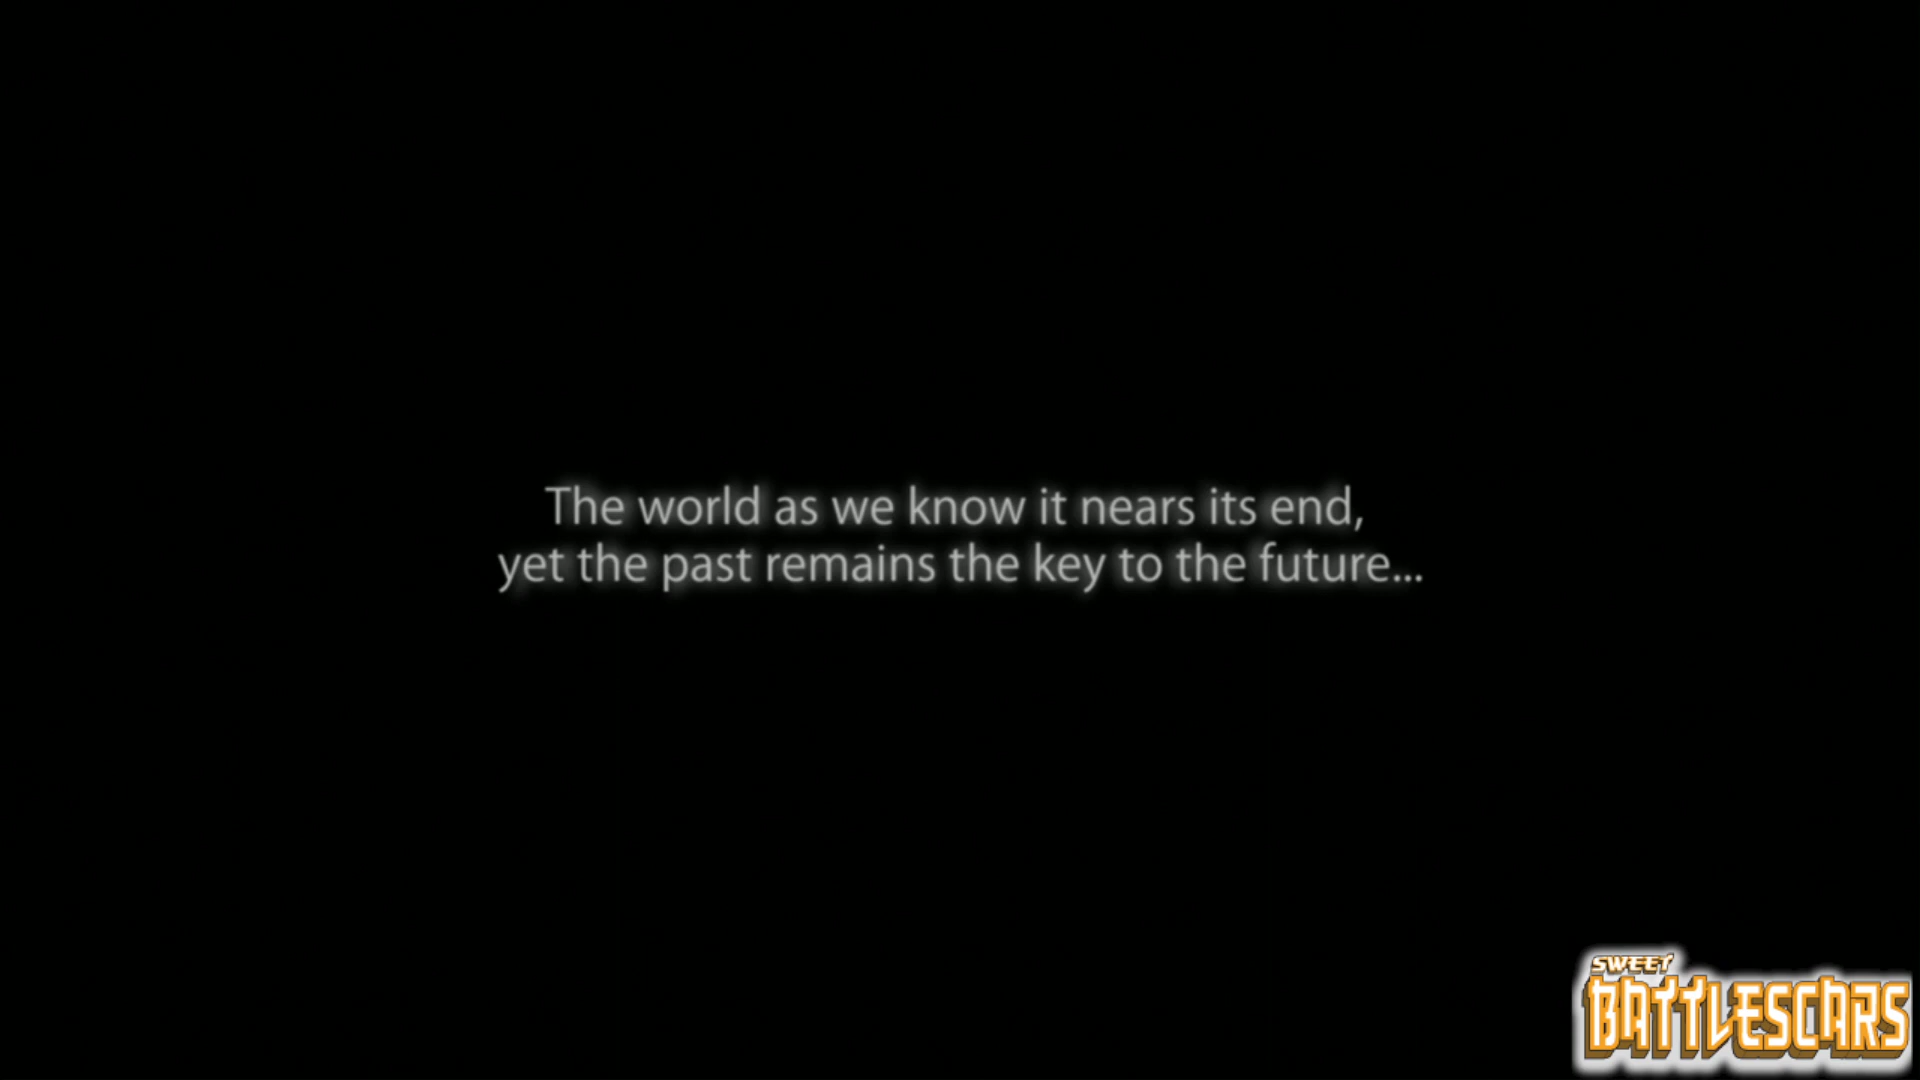 The world as we know it nears its end,
yet the past remains the key to the future...
SWEET
BATTLESCARS